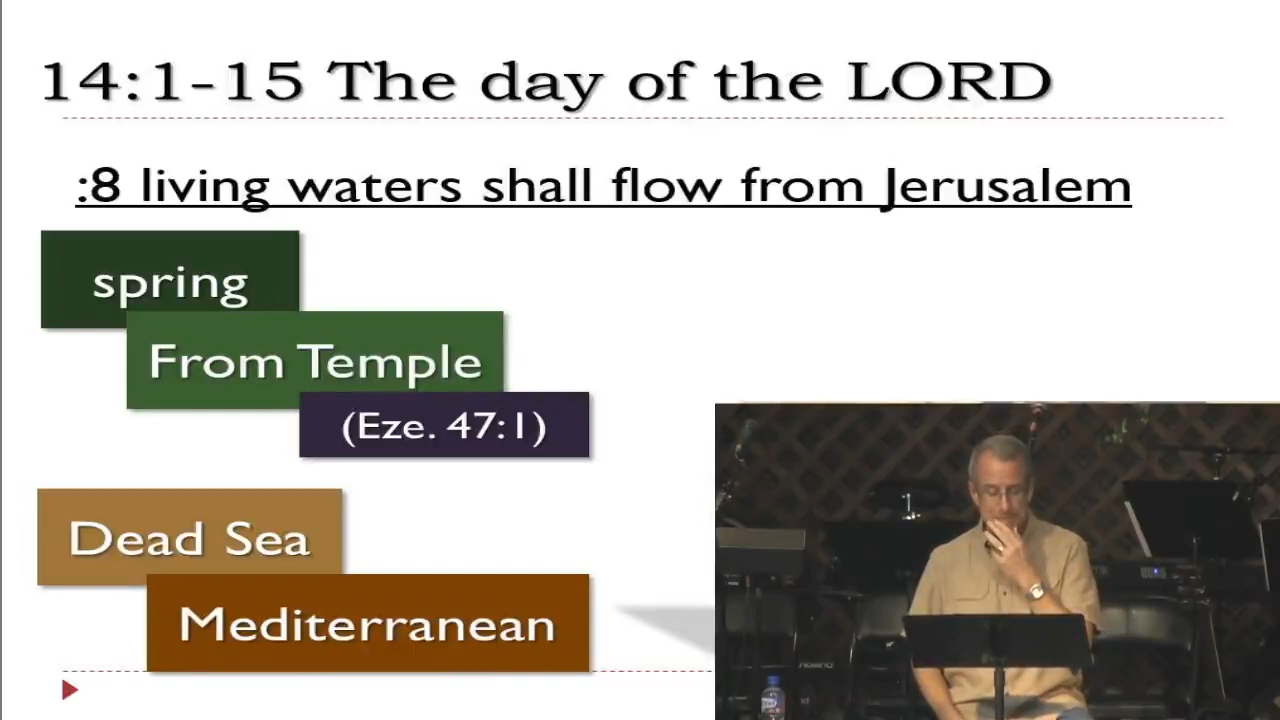 14:1-15 The day of the LORD
:8 living waters shall flow from Jerusalem
spring
From Temple
(Eze. 47:1)
Dead Sea
Mediterranean